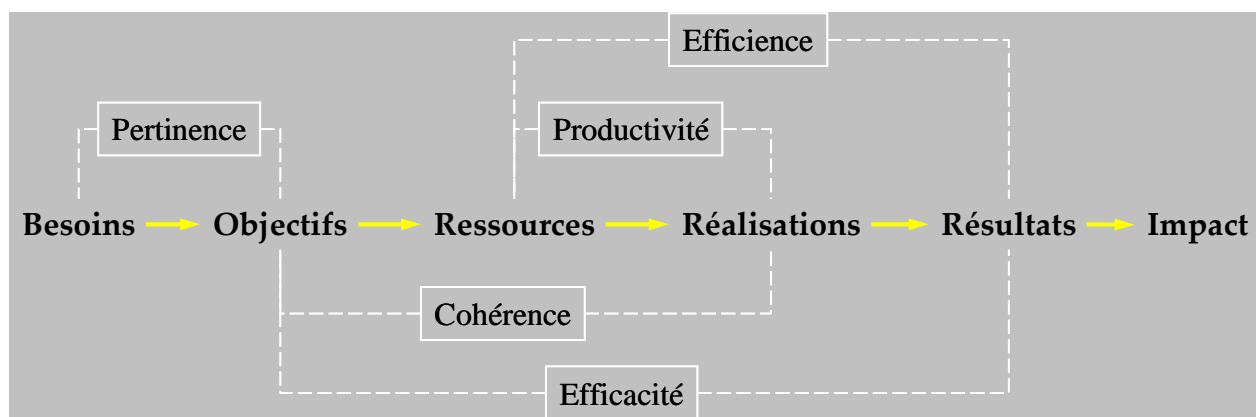 Efficience
Pertinence
Productivité
Besoins Objectifs Ressources Réalisations Résultats Impact
Cohérence
Efficacité